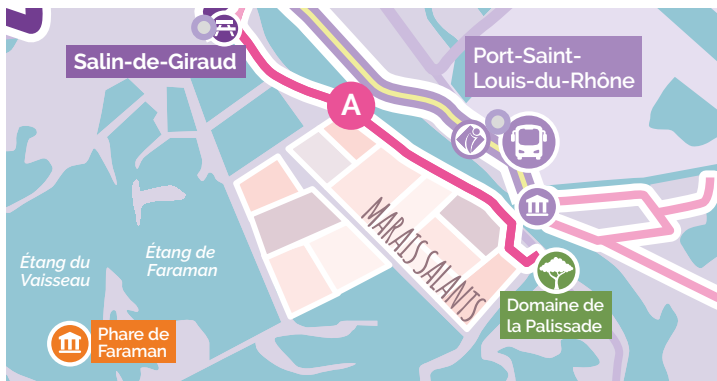 Salin-de-Giraud
Port-Saint-
Louis-du-Rhône
A
MARAIS SALANTS
Étang du
Vaisseau
Étang de
Faraman
Domaine de
la Palissade
Phare de
Faraman